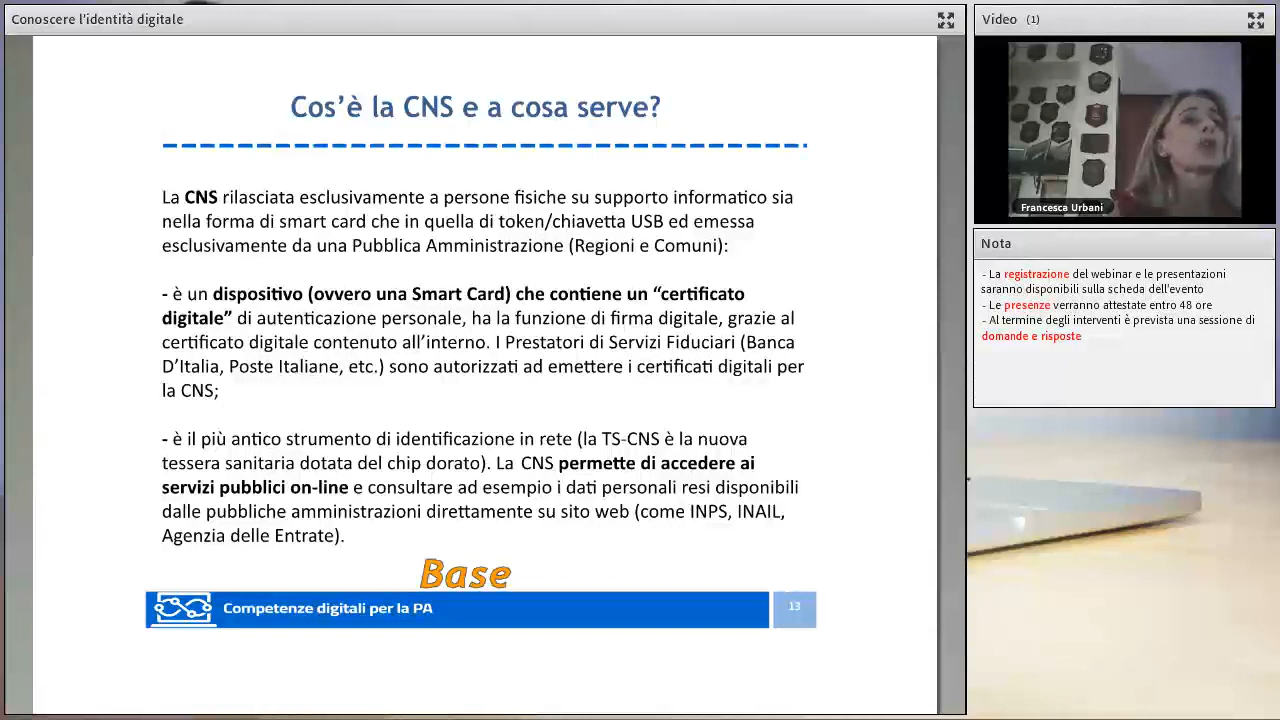 Conoscere l'identità digitale
Cos'è la CNS e a cosa serve?
La CNS rilasciata esclusivamente a persone fisiche su supporto informatico sia
nella forma di smart card che in quella di token/chiavetta USB ed emessa
esclusivamente da una Pubblica Amministrazione (Regioni e Comuni):
- è un dispositivo (ovvero una Smart Card) che contiene un “certificato
digitale” di autenticazione personale, ha la funzione di firma digitale, grazie al
certificato digitale contenuto all'interno. I Prestatori di Servizi Fiduciari (Banca
D'Italia, Poste Italiane, etc.) sono autorizzati ad emettere i certificati digitali per
la CNS;
- è il più antico strumento di identificazione in rete (la TS-CNS è la nuova
tessera sanitaria dotata del chip dorato). La CNS permette di accedere ai
servizi pubblici on-line e consultare ad esempio i dati personali resi disponibili
dalle pubbliche amministrazioni direttamente su sito web (come INPS, INAIL,
Agenzia delle Entrate).
Base
Competenze digitali per la PA
13
Video (1)
Francesca Urbani
Nota
- La registrazione del webinar e le presentazioni
saranno disponibili sulla scheda dell'evento
- Le presenze verranno attestate entro 48 ore
- Al termine degli interventi è prevista una sessione di
domande e risposte